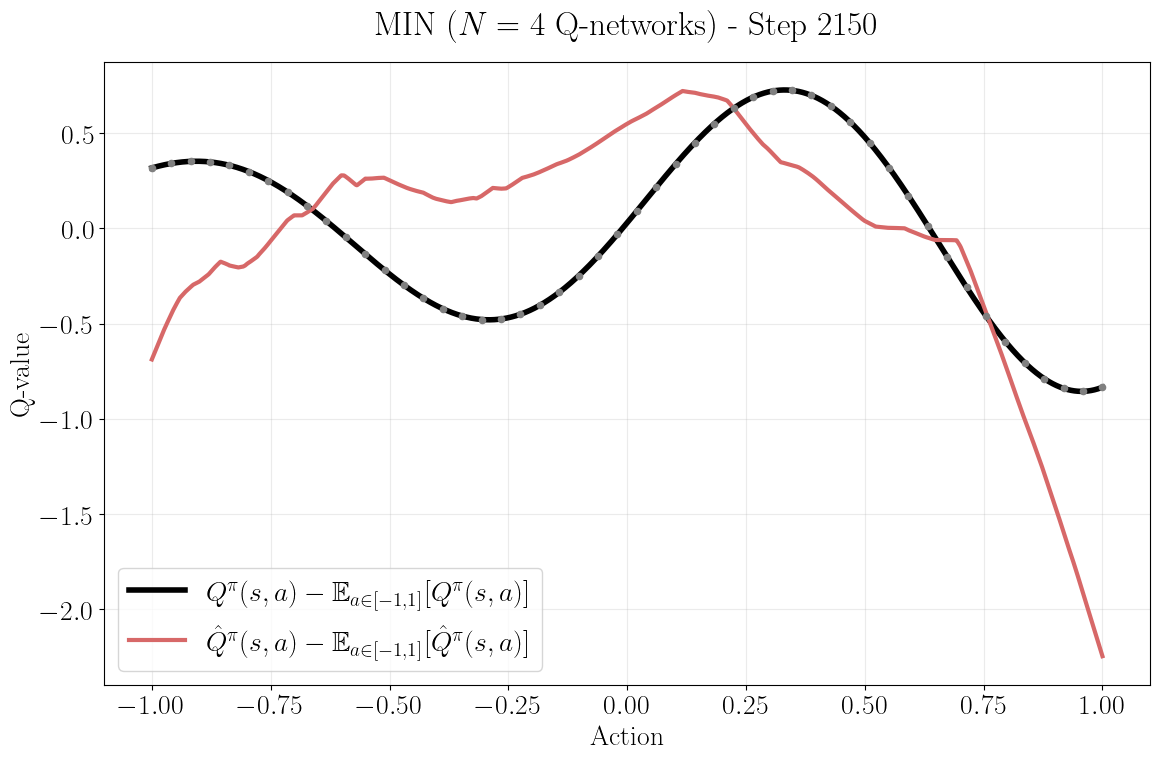 MIN (N = 4 Q-networks) - Step 2150
Q-value
0.5
0.0
−0.5
−1.0
−1.5
−2.0
Q^π(s, a) − 𝔼_{a∈[−1,1]}[Q^π(s, a)]
Q̂^π(s, a) − 𝔼_{a∈[−1,1]}[Q̂^π(s, a)]
−1.00 −0.75 −0.50 −0.25 0.00 0.25 0.50 0.75 1.00
Action